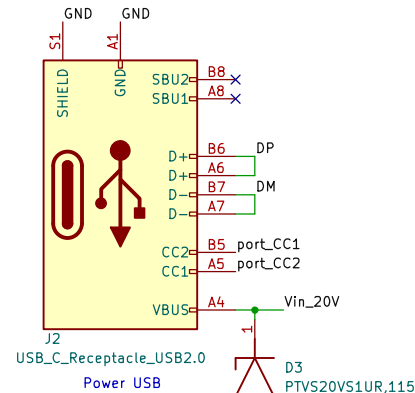 GND GND
S1 A1
SHIELD GND
SBU2 B8
SBU1 A8
D+ B6 DP
D+ A6
D- B7 DM
D- A7
CC2 B5 port_CC1
CC1 A5 port_CC2
VBUS A4 Vin_20V
1
J2
USB_C_Receptacle_USB2.0
Power USB
D3
PTVS20VS1UR,115